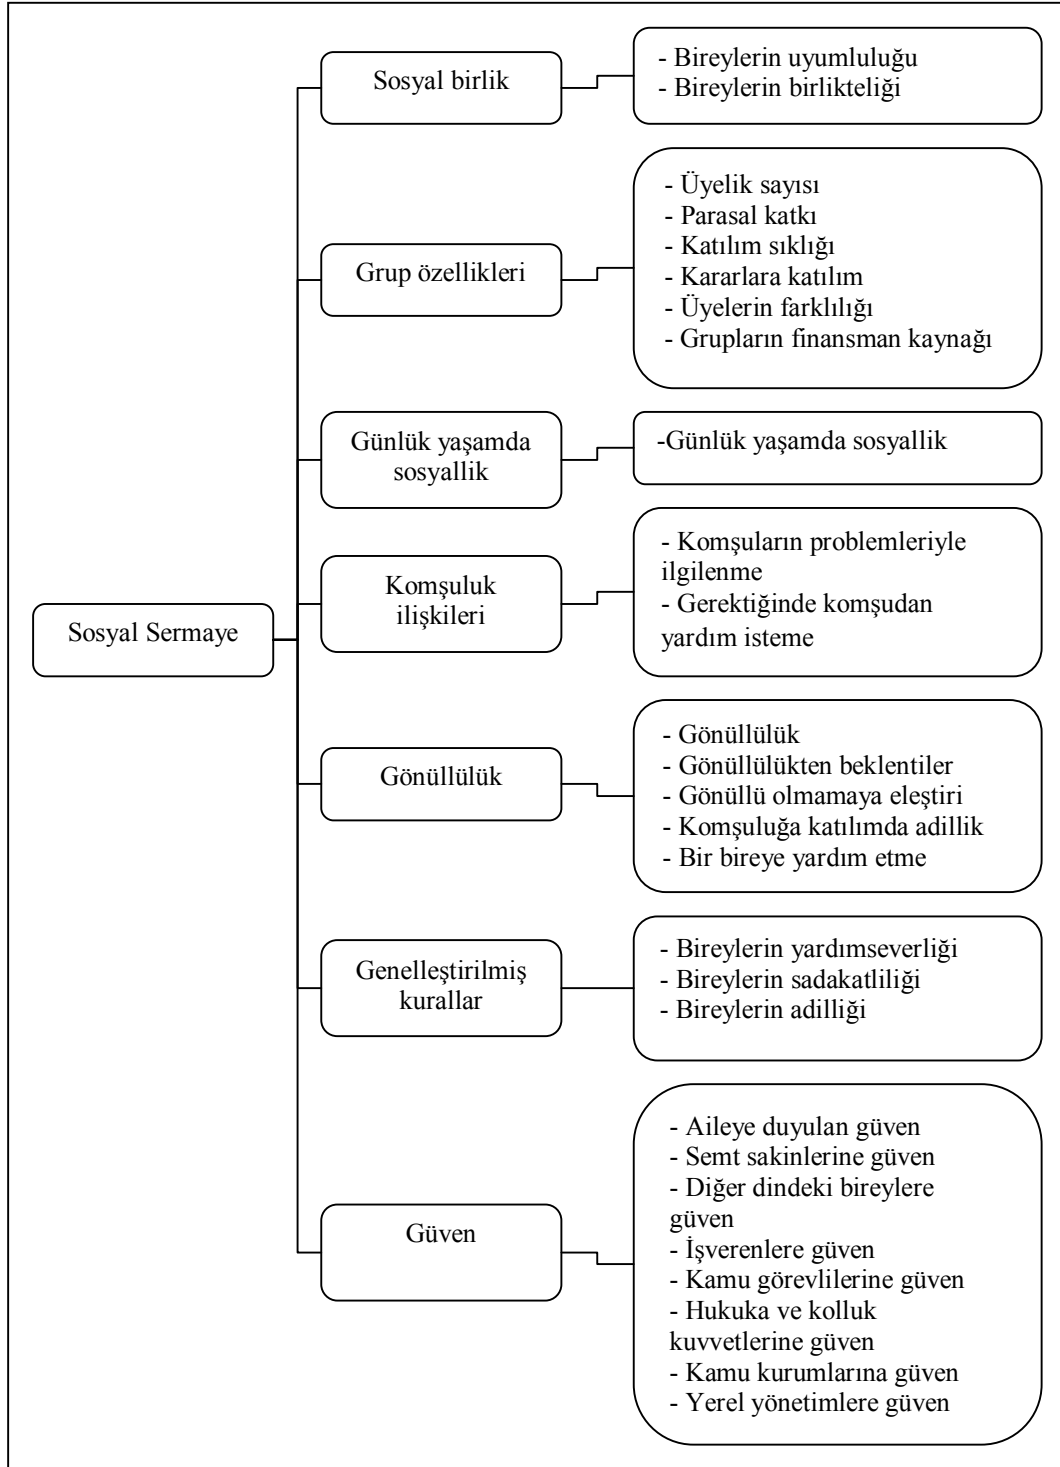 Sosyal Sermaye
Sosyal birlik
- Bireylerin uyumluluğu
- Bireylerin birlikteliği
Grup özellikleri
- Üyelik sayısı
- Parasal katkı
- Katılım sıklığı
- Kararlara katılım
- Üyelerin farklılığı
- Grupların finansman kaynağı
Günlük yaşamda
sosyallik
-Günlük yaşamda sosyallik
Komşuluk
ilişkileri
- Komşuların problemleriyle
ilgilenme
- Gerektiğinde komşudan
yardım isteme
Gönüllülük
- Gönüllülük
- Gönüllülükten beklentiler
- Gönüllü olmamaya eleştiri
- Komşuluğa katılımda adillik
- Bir bireye yardım etme
Genelleştirilmiş
kurallar
- Bireylerin yardımseverliği
- Bireylerin sadakatliliği
- Bireylerin adilliği
Güven
- Aileye duyulan güven
- Semt sakinlerine güven
- Diğer dindeki bireylere
güven
- İşverenlere güven
- Kamu görevlilerine güven
- Hukuka ve kolluk
kuvvetlerine güven
- Kamu kurumlarına güven
- Yerel yönetimlere güven